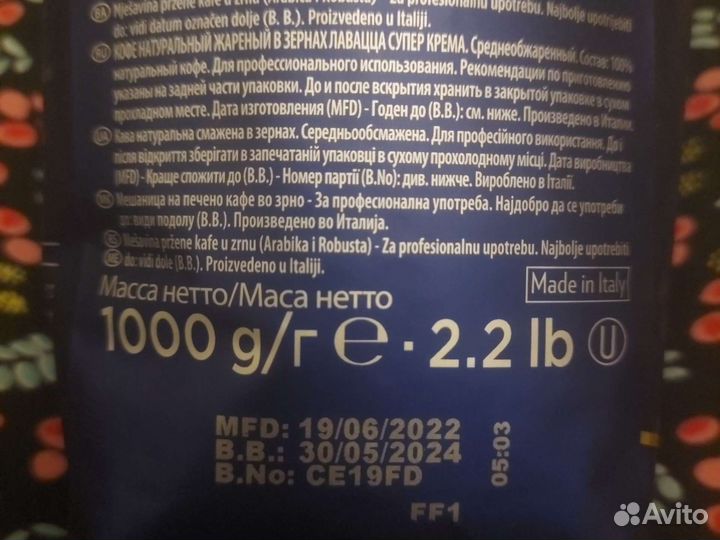 BA Mješavina pržene kafe u zrnu (Arabika i Robusta) - Za profesionalnu upotrebu. Najbolje upotrijebiti
do: vidi datum označen dolje (B. B.). Proizvedeno u Italiji.
RU КОФЕ НАТУРАЛЬНЫЙ ЖАРЕНЫЙ В ЗЕРНАХ ЛАВАЦЦА СУПЕР КРЕМА. Среднеобжаренный. Состав: 100%
натуральный кофе. Для профессионального использования. Рекомендации по приготовлению
указаны на задней части упаковки. До и после вскрытия хранить в закрытой упаковке в сухом
прохладном месте. Дата изготовления (MFD) - Годен до (B.B.): см. ниже. Произведено в Италии.
UA Кава натуральна смажена в зернах. Середньообсмажена. Для професійного використання. До і
після відкриття зберігати в запечатаній упаковці в сухому прохолодному місці. Дата виробництва
(MFD) - Краще спожити до (B.B.) - Номер партії (B.No): див. нижче. Вироблено в Італії.
MK Мешаница на печено кафе во зрно - За професионална употреба. Најдобро да се употреби
до: види подолу (B.B.). Произведено во Италија.
Mešavina pržene kafe u zrnu (Arabika i Robusta) - Za profesionalnu upotrebu. Najbolje upotrebiti
ME do: vidi dole (B.B.). Proizvedeno u Italiji.
Made in Italy
Масса нетто/Маса нетто
1000 g/г ℮ · 2.2 lb U
MFD: 19/06/2022
B.B.: 30/05/2024
B.No: CE19FD
05:03
FF1
Avito